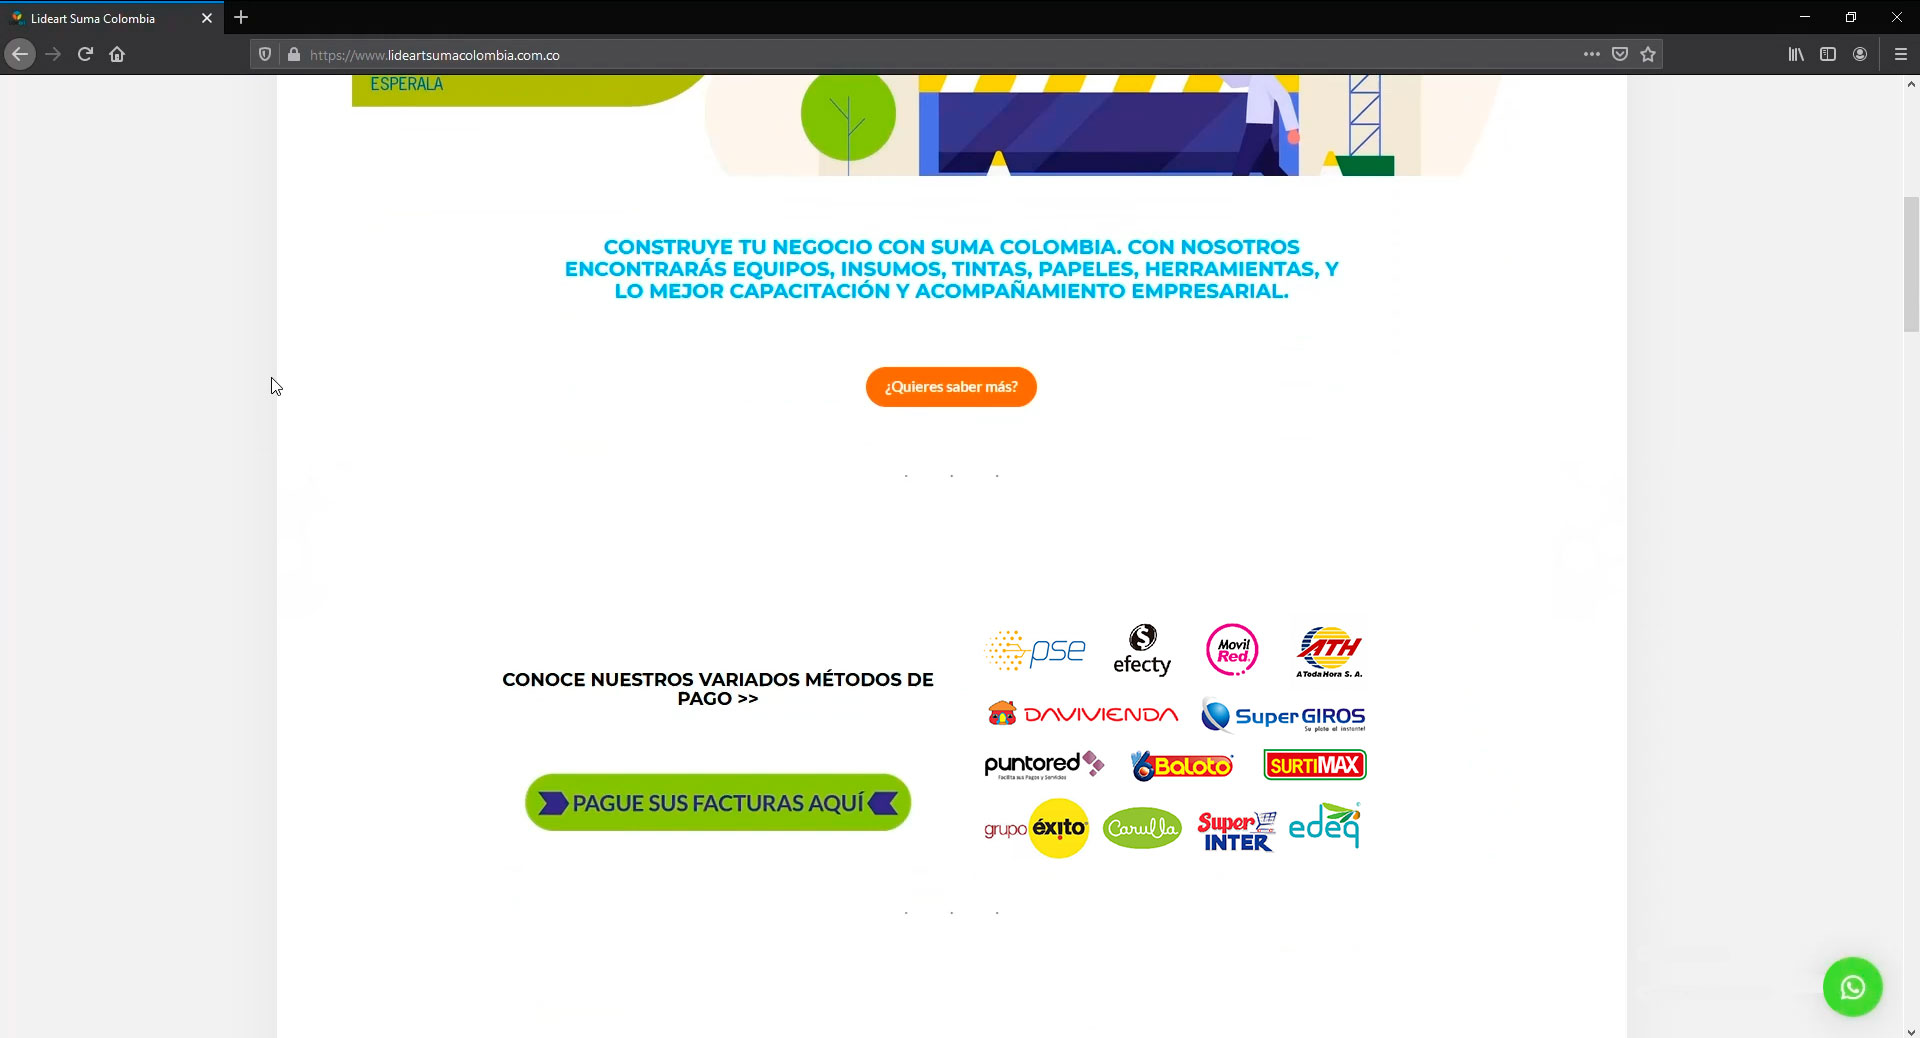 Lideart Suma Colombia
https://www.lideartsumacolombia.com.co
ESPERALA
CONSTRUYE TU NEGOCIO CON SUMA COLOMBIA. CON NOSOTROS
ENCONTRARÁS EQUIPOS, INSUMOS, TINTAS, PAPELES, HERRAMIENTAS, Y
LO MEJOR CAPACITACIÓN Y ACOMPAÑAMIENTO EMPRESARIAL.
¿Quieres saber más?
CONOCE NUESTROS VARIADOS MÉTODOS DE
PAGO >>
PAGUE SUS FACTURAS AQUÍ
pse
$
efecty
Movil
Red.
ATH
A Toda Hora S. A.
DAVIVIENDA
SuperGIROS
Su plata al instante!
puntored
Facilita sus Pagos y Servicios
Baloto
SURTIMAX
grupo éxito
Carulla
Super
INTER
edeq